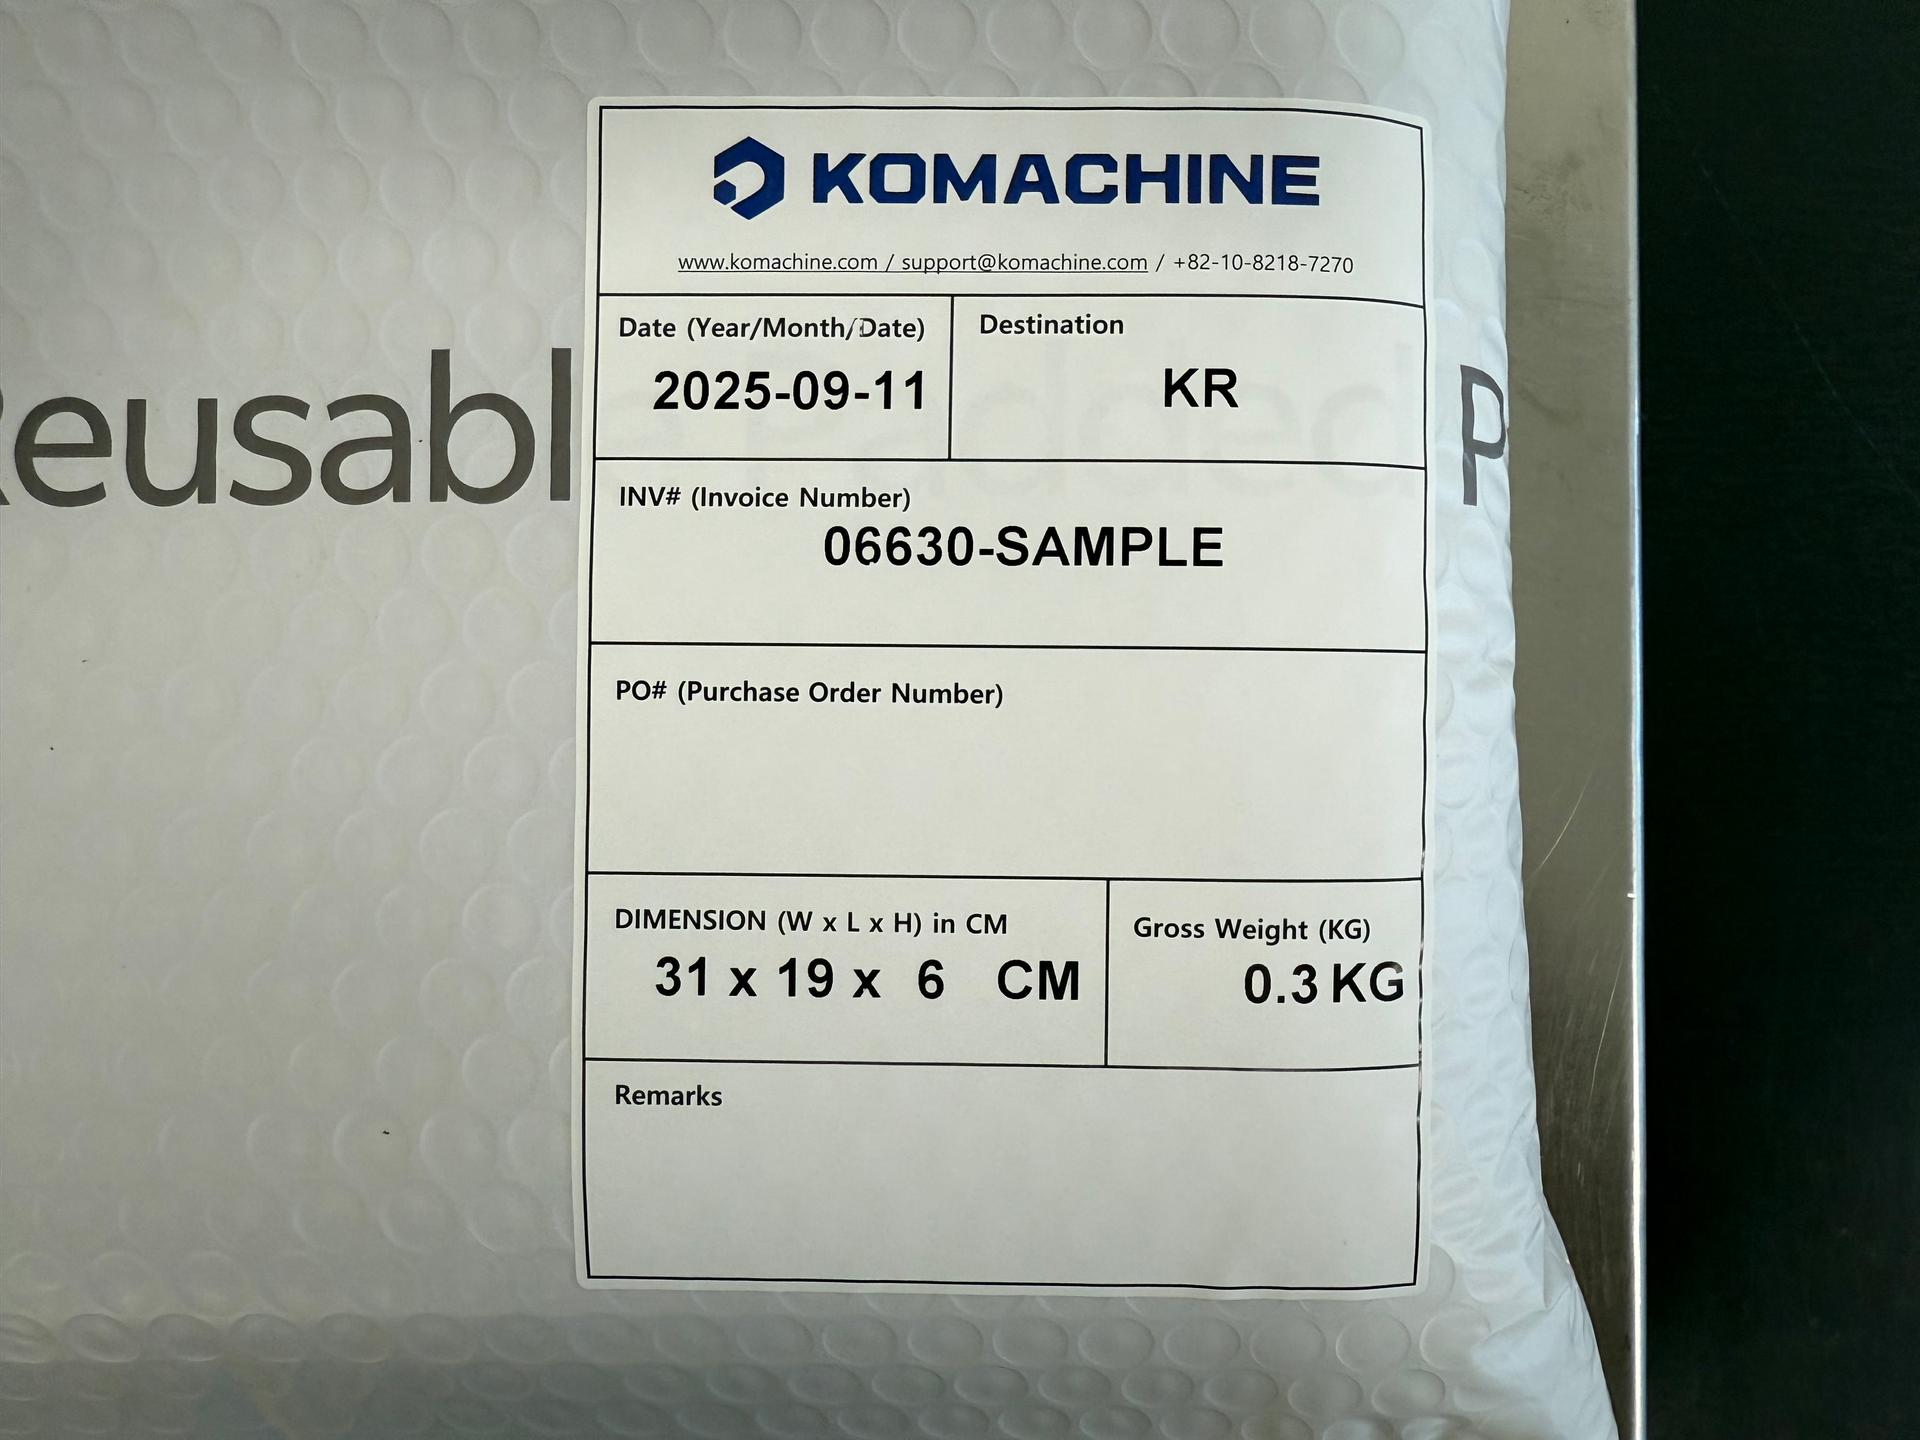 KOMACHINE
www.komachine.com / support@komachine.com / +82-10-8218-7270
Date (Year/Month/Date)
2025-09-11
Destination
KR
INV# (Invoice Number)
06630-SAMPLE
PO# (Purchase Order Number)
DIMENSION (W x L x H) in CM
31 x 19 x 6 CM
Gross Weight (KG)
0.3 KG
Remarks
Reusable Padded P